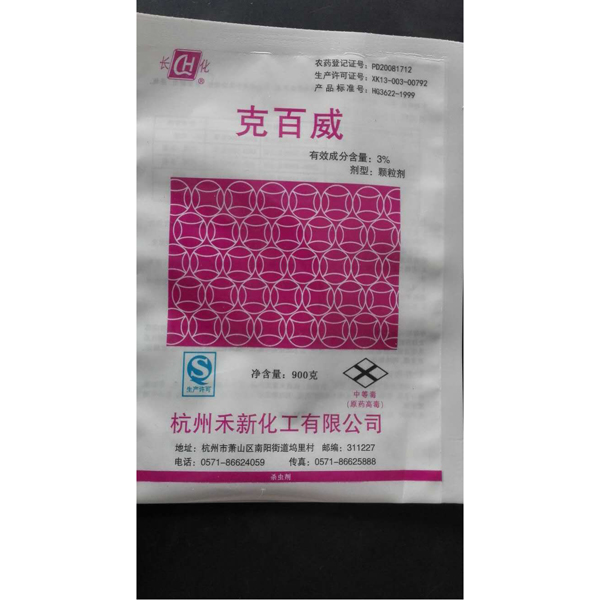 长 CH 化 ®
农药登记证号：PD20081712
生产许可证号：XK13-003-00792
产品标准号：HG3622-1999
克百威
有效成分含量：3%
剂型：颗粒剂
生产许可
净含量：900克
中等毒
(原药高毒)
杭州禾新化工有限公司
地址：杭州市萧山区南阳街道坞里村 邮编：311227
电话：0571-86624059 传真：0571-86625888
杀虫剂